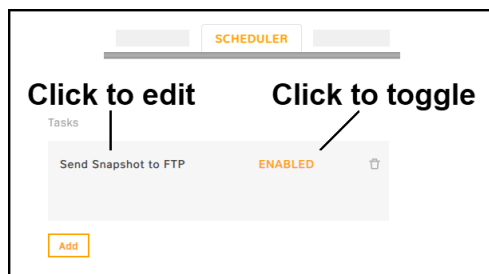 SCHEDULER
Click to edit Click to toggle
Tasks
Send Snapshot to FTP ENABLED
Add